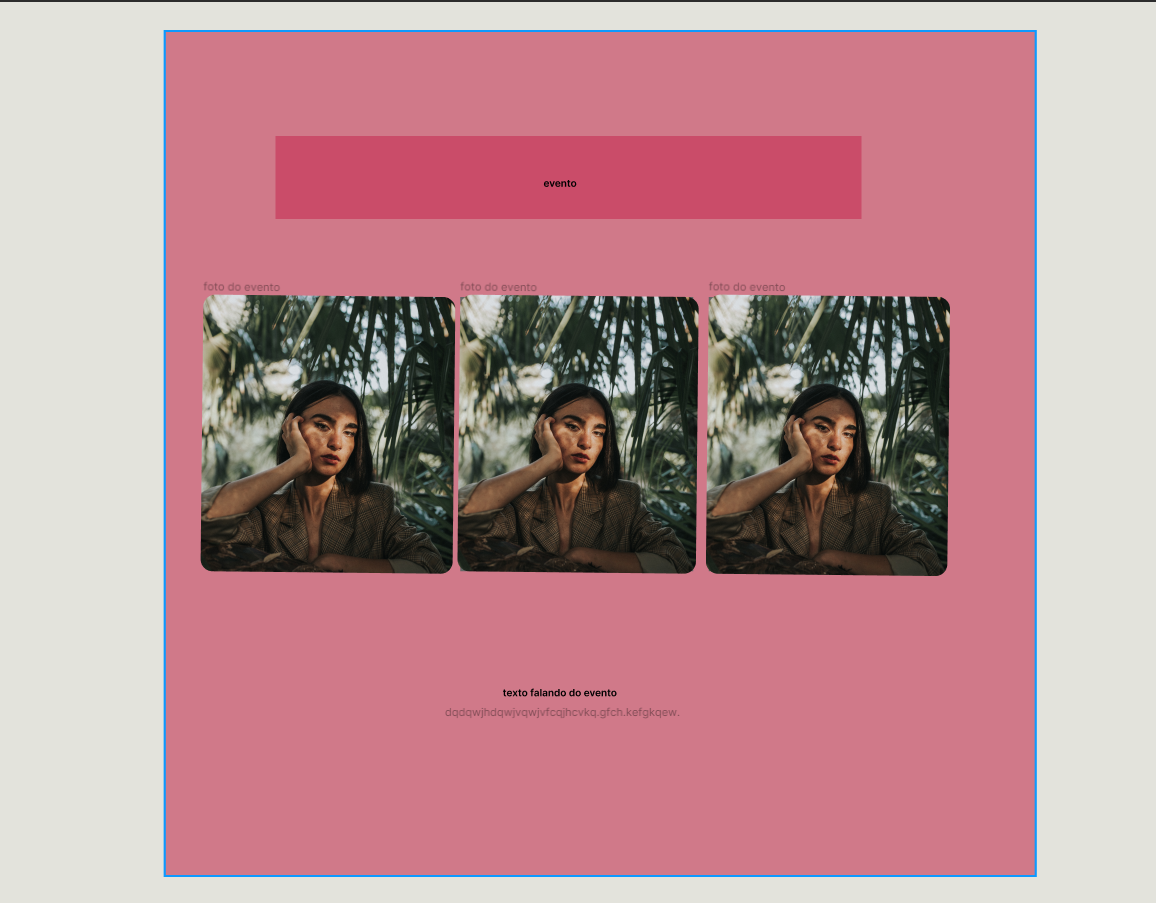 evento
foto do evento
foto do evento
foto do evento
texto falando do evento
dqdqwjhdqwjvqwjvfcqjhcvkq.gfch.kefgkqew.